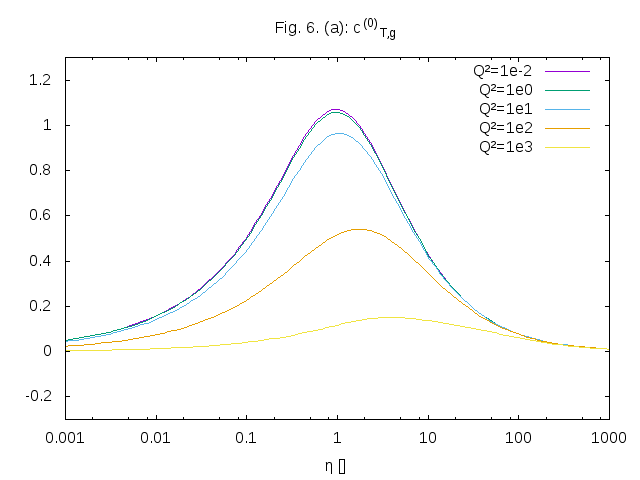 Fig. 6. (a): c⁽⁰⁾T,g
Q²=1e-2
Q²=1e0
Q²=1e1
Q²=1e2
Q²=1e3
1.2
1
0.8
0.6
0.4
0.2
0
-0.2
0.001 0.01 0.1 1 10 100 1000
η []